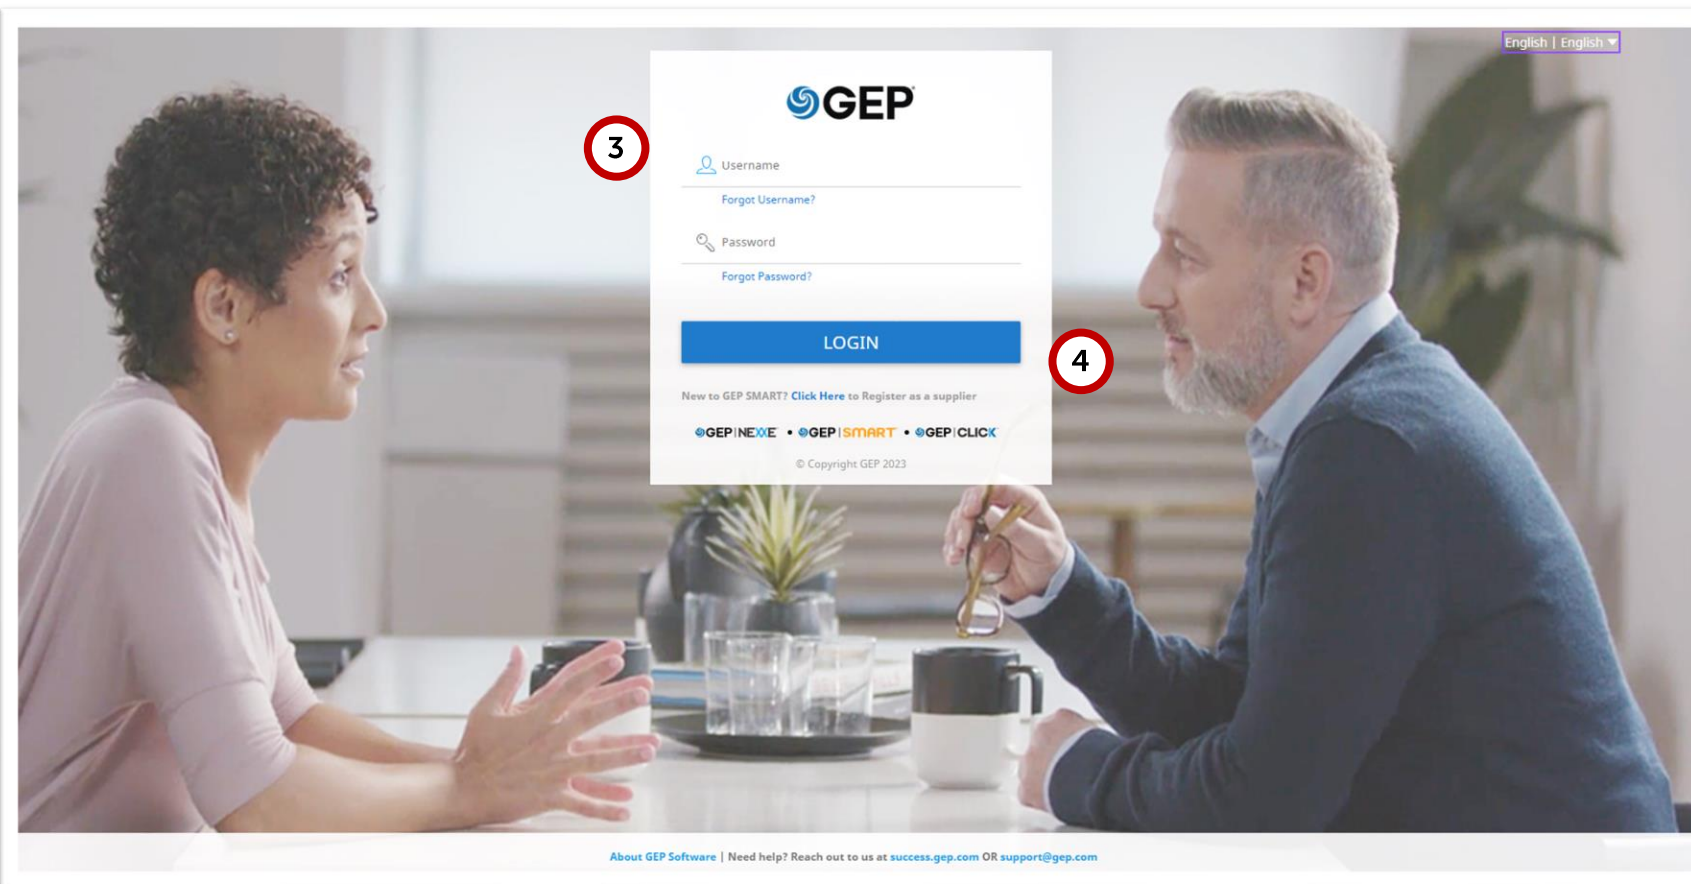 English | English
GEP
3
Username
Forgot Username?
Password
Forgot Password?
LOGIN
4
New to GEP SMART? Click Here to Register as a supplier
GEP|NEXXE • GEP|SMART • GEP|CLICK
© Copyright GEP 2023
About GEP Software | Need help? Reach out to us at success.gep.com OR support@gep.com